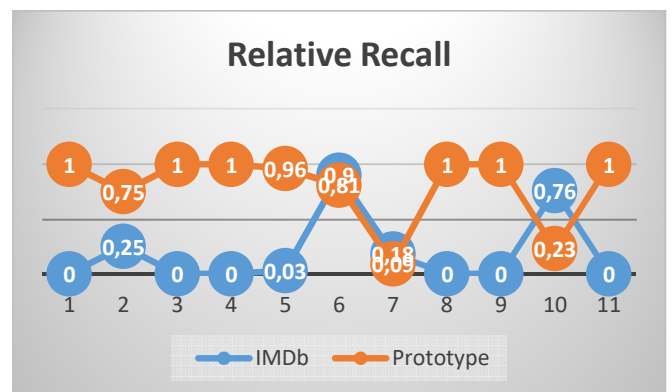 Relative Recall
1 0,75 1 1 0,96 0,81 0,09 1 1 0,23 1
0 0,25 0 0 0,03 0,9 0,18 0 0 0,76 0
1 2 3 4 5 6 7 8 9 10 11
IMDb Prototype